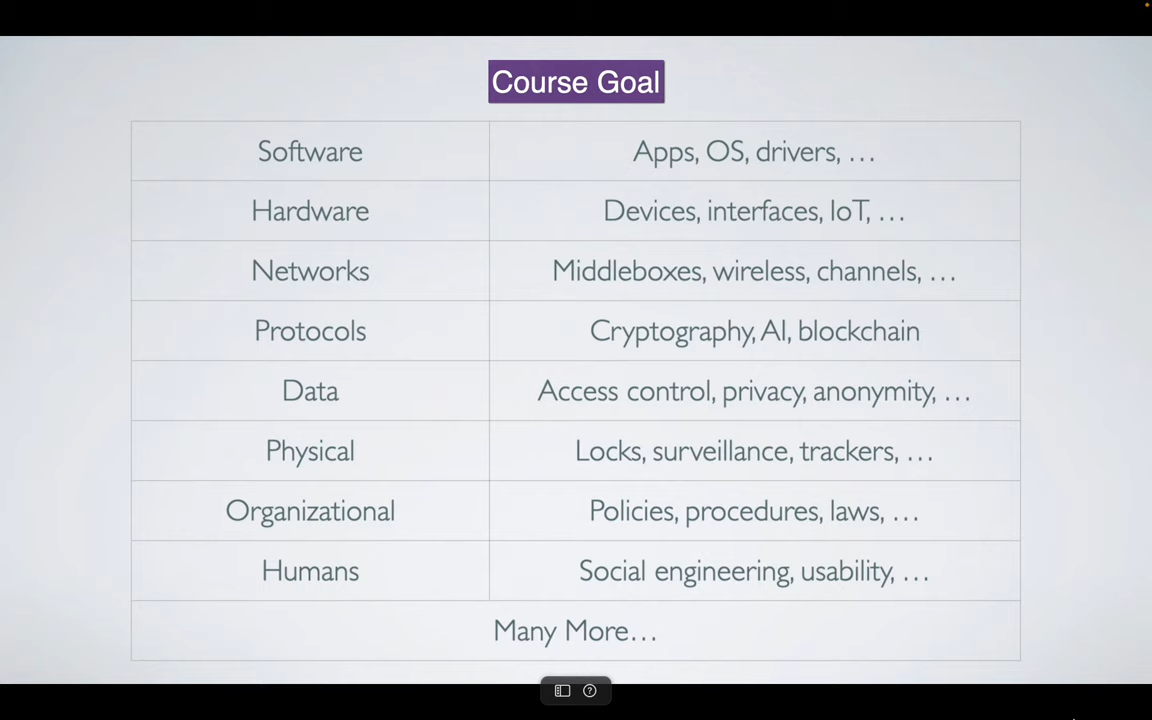 Course Goal
Software Apps, OS, drivers, …
Hardware Devices, interfaces, IoT, …
Networks Middleboxes, wireless, channels, …
Protocols Cryptography, AI, blockchain
Data Access control, privacy, anonymity, …
Physical Locks, surveillance, trackers, …
Organizational Policies, procedures, laws, …
Humans Social engineering, usability, …
Many More…